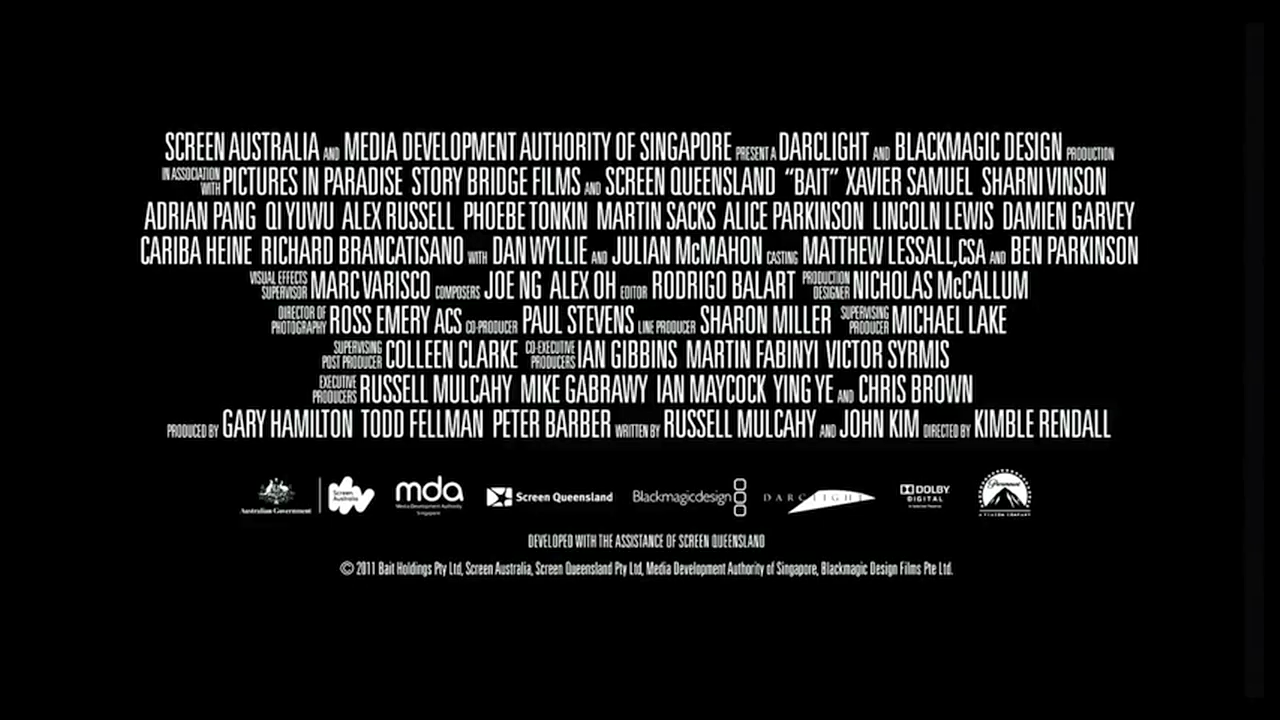 SCREEN AUSTRALIA AND MEDIA DEVELOPMENT AUTHORITY OF SINGAPORE PRESENT A DARCLIGHT AND BLACKMAGIC DESIGN PRODUCTION
IN ASSOCIATION WITH PICTURES IN PARADISE STORY BRIDGE FILMS AND SCREEN QUEENSLAND "BAIT" XAVIER SAMUEL SHARNI VINSON
ADRIAN PANG QI YUWU ALEX RUSSELL PHOEBE TONKIN MARTIN SACKS ALICE PARKINSON LINCOLN LEWIS DAMIEN GARVEY
CARIBA HEINE RICHARD BRANCATISANO WITH DAN WYLLIE AND JULIAN McMAHON CASTING MATTHEW LESSALL, CSA AND BEN PARKINSON
VISUAL EFFECTS SUPERVISOR MARC VARISCO COMPOSERS JOE NG ALEX OH EDITOR RODRIGO BALART PRODUCTION DESIGNER NICHOLAS McCALLUM
DIRECTOR OF PHOTOGRAPHY ROSS EMERY ACS CO-PRODUCER PAUL STEVENS LINE PRODUCER SHARON MILLER SUPERVISING PRODUCER MICHAEL LAKE
SUPERVISING POST PRODUCER COLLEEN CLARKE CO-EXECUTIVE PRODUCERS IAN GIBBINS MARTIN FABINYI VICTOR SYRMIS
EXECUTIVE PRODUCERS RUSSELL MULCAHY MIKE GABRAWY IAN MAYCOCK YING YE AND CHRIS BROWN
PRODUCED BY GARY HAMILTON TODD FELLMAN PETER BARBER WRITTEN BY RUSSELL MULCAHY AND JOHN KIM DIRECTED BY KIMBLE RENDALL
Australian Government Screen Australia mda Media Development Authority Singapore Screen Queensland Blackmagicdesign DARCLIGHT DOLBY DIGITAL In Selected Theatres Paramount A VIACOM COMPANY
DEVELOPED WITH THE ASSISTANCE OF SCREEN QUEENSLAND
© 2011 Bait Holdings Pty Ltd, Screen Australia, Screen Queensland Pty Ltd, Media Development Authority of Singapore, Blackmagic Design Films Pte Ltd.